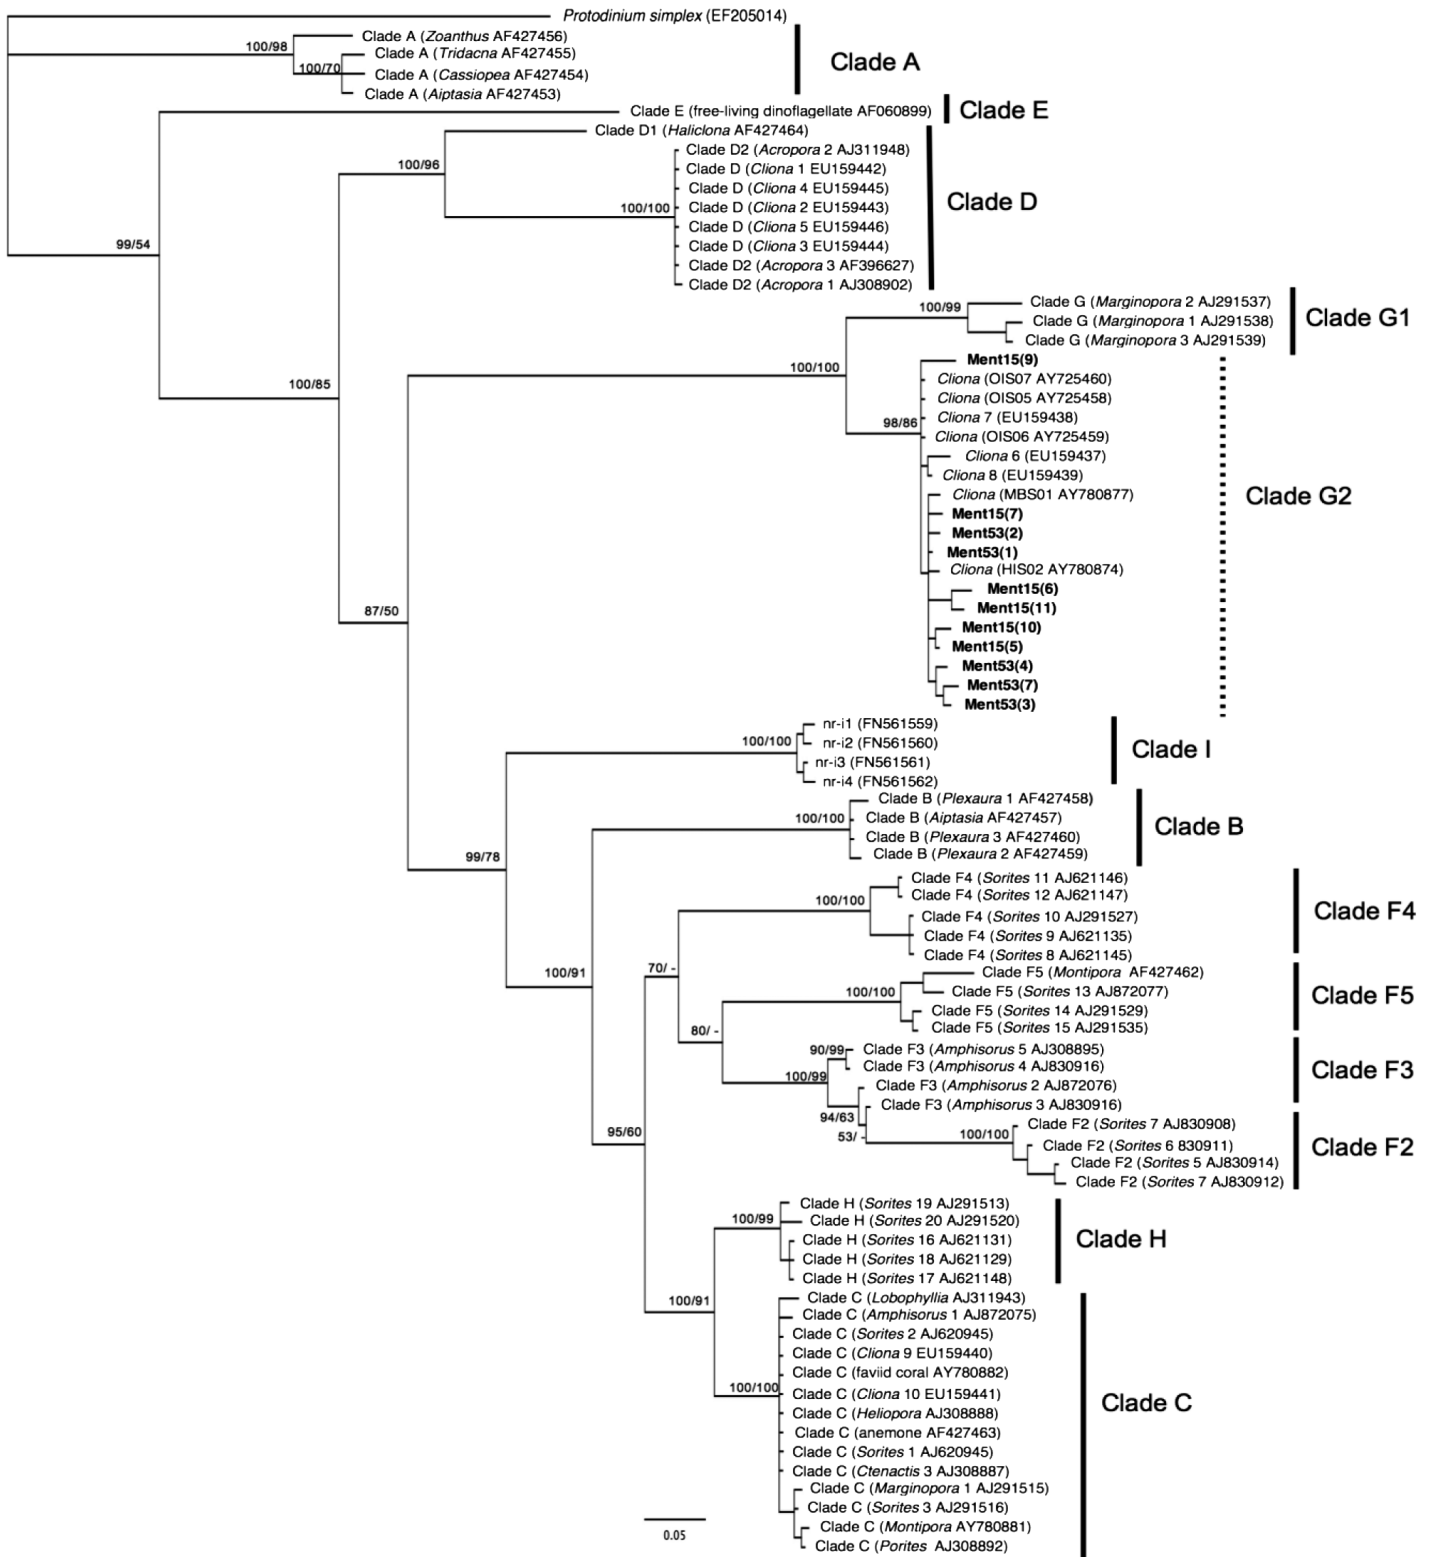 Protodinium simplex (EF205014)
Clade A (Zoanthus AF427456)
100/98
Clade A (Tridacna AF427455)
Clade A
100/70
Clade A (Cassiopea AF427454)
Clade A (Aiptasia AF427453)
Clade E (free-living dinoflagellate AF060899)
Clade E
Clade D1 (Haliclona AF427464)
Clade D2 (Acropora 2 AJ311948)
100/96
Clade D (Cliona 1 EU159442)
Clade D (Cliona 4 EU159445)
Clade D
100/100
Clade D (Cliona 2 EU159443)
Clade D (Cliona 5 EU159446)
99/54
Clade D (Cliona 3 EU159444)
Clade D2 (Acropora 3 AF396627)
Clade D2 (Acropora 1 AJ308902)
100/99
Clade G (Marginopora 2 AJ291537)
Clade G1
Clade G (Marginopora 1 AJ291538)
Clade G (Marginopora 3 AJ291539)
100/100
Ment15(9)
100/85
Cliona (OIS07 AY725460)
Cliona (OIS05 AY725458)
Cliona 7 (EU159438)
98/86
Cliona (OIS06 AY725459)
Cliona 6 (EU159437)
Cliona 8 (EU159439)
Cliona (MBS01 AY780877)
Clade G2
Ment15(7)
Ment53(2)
Ment53(1)
Cliona (HIS02 AY780874)
Ment15(6)
87/50
Ment15(11)
Ment15(10)
Ment15(5)
Ment53(4)
Ment53(7)
Ment53(3)
nr-i1 (FN561559)
100/100
nr-i2 (FN561560)
Clade I
nr-i3 (FN561561)
nr-i4 (FN561562)
Clade B (Plexaura 1 AF427458)
100/100
Clade B (Aiptasia AF427457)
Clade B
Clade B (Plexaura 3 AF427460)
99/78
Clade B (Plexaura 2 AF427459)
Clade F4 (Sorites 11 AJ621146)
100/100
Clade F4 (Sorites 12 AJ621147)
Clade F4
Clade F4 (Sorites 10 AJ291527)
Clade F4 (Sorites 9 AJ621135)
Clade F4 (Sorites 8 AJ621145)
100/91
70/ -
Clade F5 (Montipora AF427462)
100/100
Clade F5 (Sorites 13 AJ872077)
Clade F5
Clade F5 (Sorites 14 AJ291529)
80/ -
Clade F5 (Sorites 15 AJ291535)
90/99
Clade F3 (Amphisorus 5 AJ308895)
Clade F3 (Amphisorus 4 AJ830916)
Clade F3
100/99
Clade F3 (Amphisorus 2 AJ872076)
Clade F3 (Amphisorus 3 AJ830916)
94/63
95/60
53/ -
100/100
Clade F2 (Sorites 7 AJ830908)
Clade F2 (Sorites 6 830911)
Clade F2
Clade F2 (Sorites 5 AJ830914)
Clade F2 (Sorites 7 AJ830912)
Clade H (Sorites 19 AJ291513)
100/99
Clade H (Sorites 20 AJ291520)
Clade H (Sorites 16 AJ621131)
Clade H
Clade H (Sorites 18 AJ621129)
Clade H (Sorites 17 AJ621148)
100/91
Clade C (Lobophyllia AJ311943)
Clade C (Amphisorus 1 AJ872075)
Clade C (Sorites 2 AJ620945)
Clade C (Cliona 9 EU159440)
Clade C (faviid coral AY780882)
100/100
Clade C (Cliona 10 EU159441)
Clade C
Clade C (Heliopora AJ308888)
Clade C (anemone AF427463)
Clade C (Sorites 1 AJ620945)
Clade C (Ctenactis 3 AJ308887)
Clade C (Marginopora 1 AJ291515)
Clade C (Sorites 3 AJ291516)
Clade C (Montipora AY780881)
0.05
Clade C (Porites AJ308892)